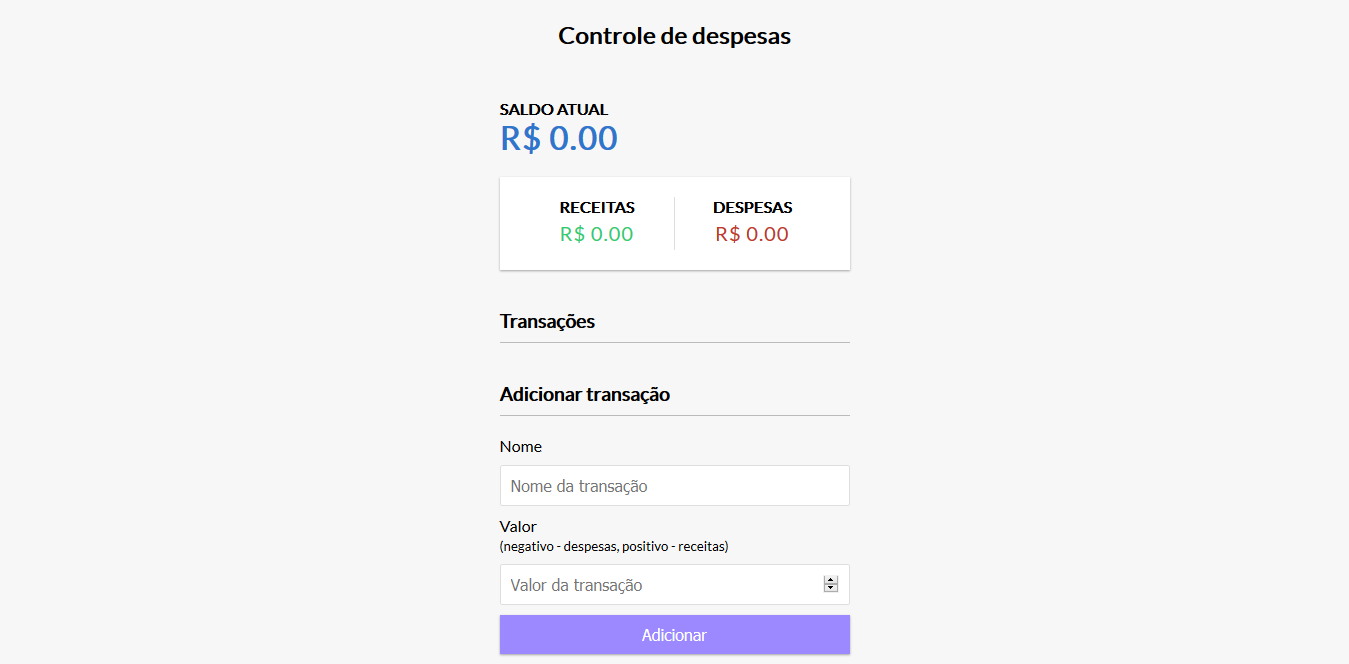 Controle de despesas
SALDO ATUAL
R$ 0.00
RECEITAS DESPESAS
R$ 0.00 R$ 0.00
Transações
Adicionar transação
Nome
Nome da transação
Valor
(negativo - despesas, positivo - receitas)
Valor da transação
Adicionar